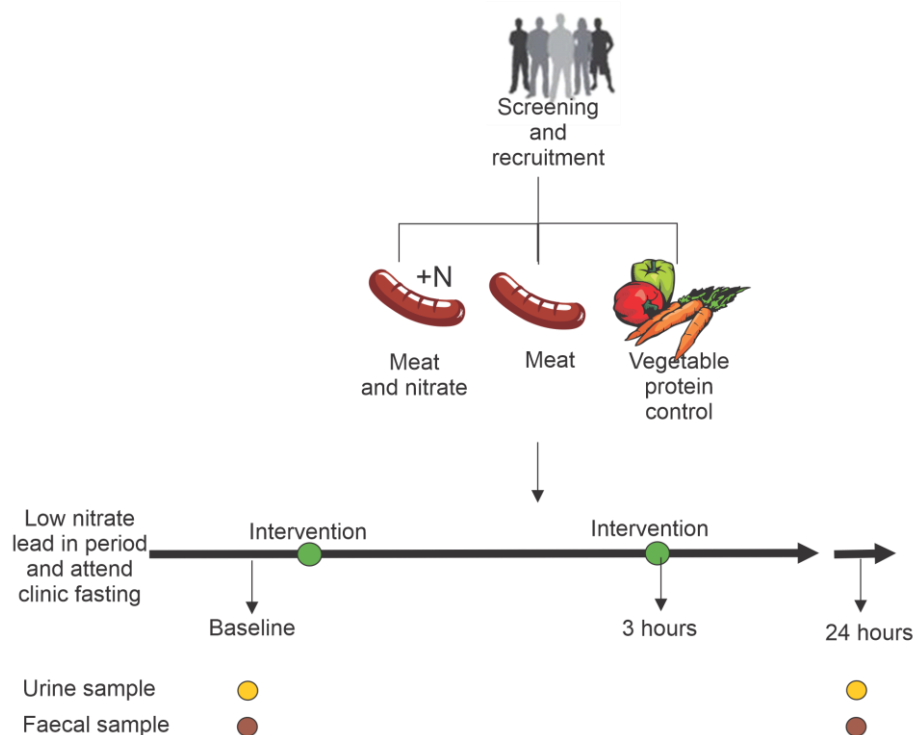 Screening
and
recruitment
+N
Meat
and nitrate
Meat
Vegetable
protein
control
Low nitrate
lead in period
and attend
clinic fasting
Intervention
Intervention
Baseline
3 hours
24 hours
Urine sample
Faecal sample